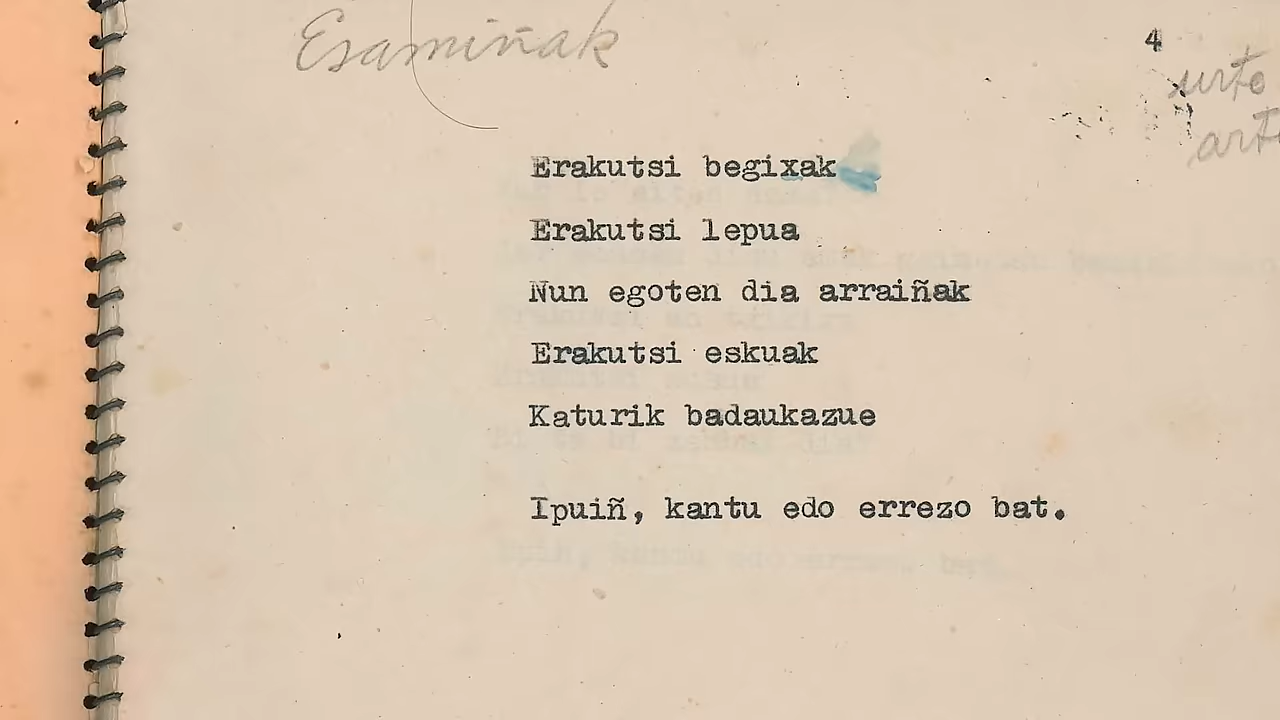 Esamiñak
4
urte
Erakutsi begixak
Erakutsi lepua
Nun egoten dia arraiñak
Erakutsi eskuak
Katurik badaukazue
Ipuiñ, kantu edo errezo bat.